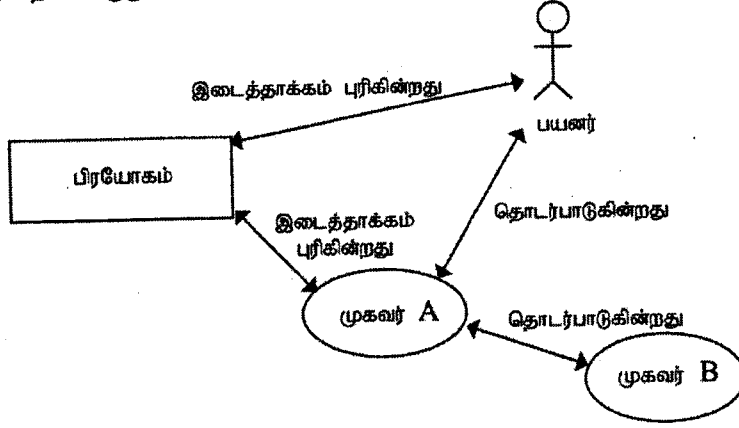 இடைத்தாக்கம் புரிகின்றது
பயனர்
பிரயோகம்
தொடர்பாடுகின்றது
இடைத்தாக்கம்
புரிகின்றது
முகவர் A
தொடர்பாடுகின்றது
முகவர் B